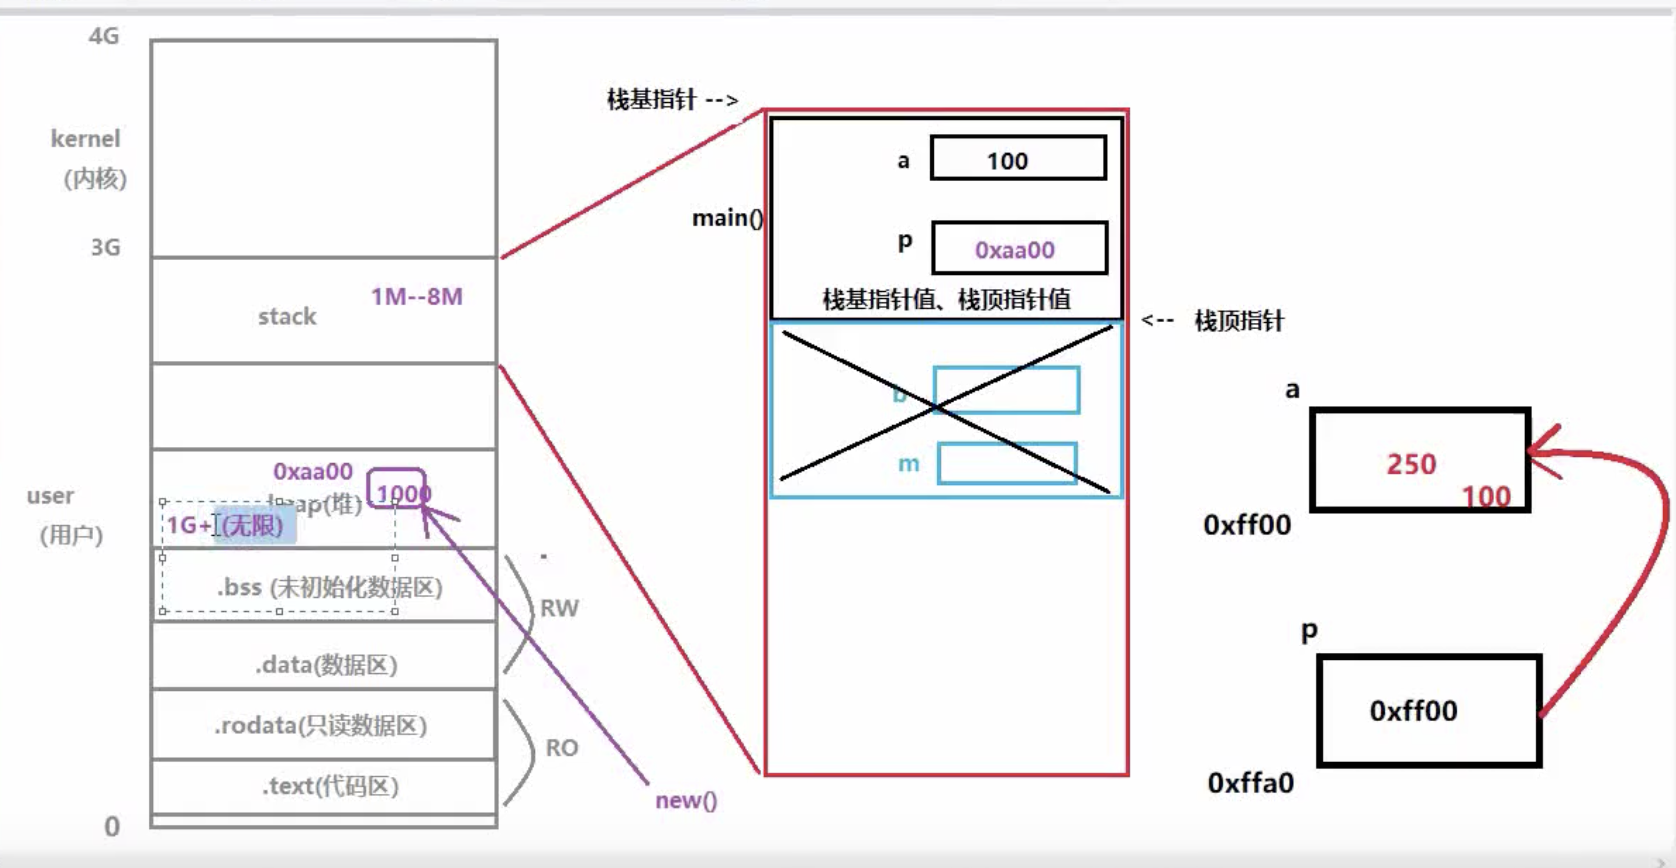 4G
kernel
(内核)
3G
stack
1M--8M
user
(用户)
0xaa00
1000
heap(堆)
1G+ (无限)
.bss (未初始化数据区)
RW
.data(数据区)
.rodata(只读数据区)
RO
.text(代码区)
0
new()
栈基指针 -->
main()
a
100
p
0xaa00
栈基指针值、栈顶指针值
<-- 栈顶指针
b
m
a
250
100
0xff00
p
0xff00
0xffa0